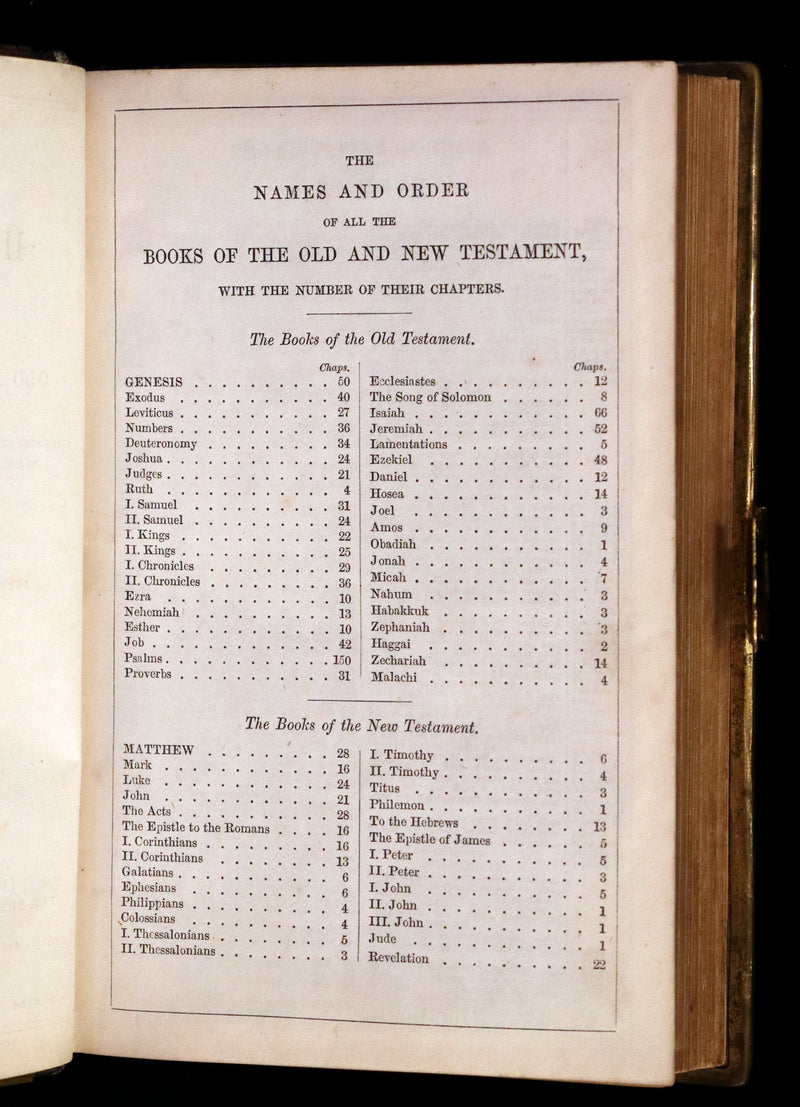 THE
NAMES AND ORDER
OF ALL THE
BOOKS OF THE OLD AND NEW TESTAMENT,
WITH THE NUMBER OF THEIR CHAPTERS.
The Books of the Old Testament.
Chaps.
GENESIS . . . . . . . . . . 50
Exodus . . . . . . . . . . . 40
Leviticus . . . . . . . . . . . 27
Numbers . . . . . . . . . . . 36
Deuteronomy . . . . . . . . . 34
Joshua . . . . . . . . . . . . 24
Judges . . . . . . . . . . . . 21
Ruth . . . . . . . . . . . . 4
I. Samuel . . . . . . . . . . 31
II. Samuel . . . . . . . . . . 24
I. Kings . . . . . . . . . . . 22
II. Kings . . . . . . . . . . . 25
I. Chronicles . . . . . . . . . 29
II. Chronicles . . . . . . . . . 36
Ezra . . . . . . . . . . . . 10
Nehemiah . . . . . . . . . . 13
Esther . . . . . . . . . . . . 10
Job . . . . . . . . . . . . . 42
Psalms . . . . . . . . . . . . 150
Proverbs . . . . . . . . . . . 31
Chaps.
Ecclesiastes . . . . . . . . . . 12
The Song of Solomon . . . . . . 8
Isaiah . . . . . . . . . . . . 66
Jeremiah . . . . . . . . . . . 52
Lamentations . . . . . . . . . 5
Ezekiel . . . . . . . . . . . 48
Daniel . . . . . . . . . . . . 12
Hosea . . . . . . . . . . . . 14
Joel . . . . . . . . . . . . 3
Amos . . . . . . . . . . . . 9
Obadiah . . . . . . . . . . . 1
Jonah . . . . . . . . . . . . 4
Micah . . . . . . . . . . . . 7
Nahum . . . . . . . . . . . 3
Habakkuk . . . . . . . . . . 3
Zephaniah . . . . . . . . . . 3
Haggai . . . . . . . . . . . 2
Zechariah . . . . . . . . . . 14
Malachi . . . . . . . . . . . 4
The Books of the New Testament.
MATTHEW . . . . . . . . . 28
Mark . . . . . . . . . . . . 16
Luke . . . . . . . . . . . . 24
John . . . . . . . . . . . . 21
The Acts . . . . . . . . . . . 28
The Epistle to the Romans . . . . 16
I. Corinthians . . . . . . . . . 16
II. Corinthians . . . . . . . . 13
Galatians . . . . . . . . . . . 6
Ephesians . . . . . . . . . . 6
Philippians . . . . . . . . . . 4
Colossians . . . . . . . . . . 4
I. Thessalonians . . . . . . . . 5
II. Thessalonians . . . . . . . . 3
I. Timothy . . . . . . . . . . 6
II. Timothy . . . . . . . . . . 4
Titus . . . . . . . . . . . . 3
Philemon . . . . . . . . . . . 1
To the Hebrews . . . . . . . . 13
The Epistle of James . . . . . . 5
I. Peter . . . . . . . . . . . 5
II. Peter . . . . . . . . . . . 3
I. John . . . . . . . . . . . 5
II. John . . . . . . . . . . . 1
III. John . . . . . . . . . . . 1
Jude . . . . . . . . . . . . 1
Revelation . . . . . . . . . . 22